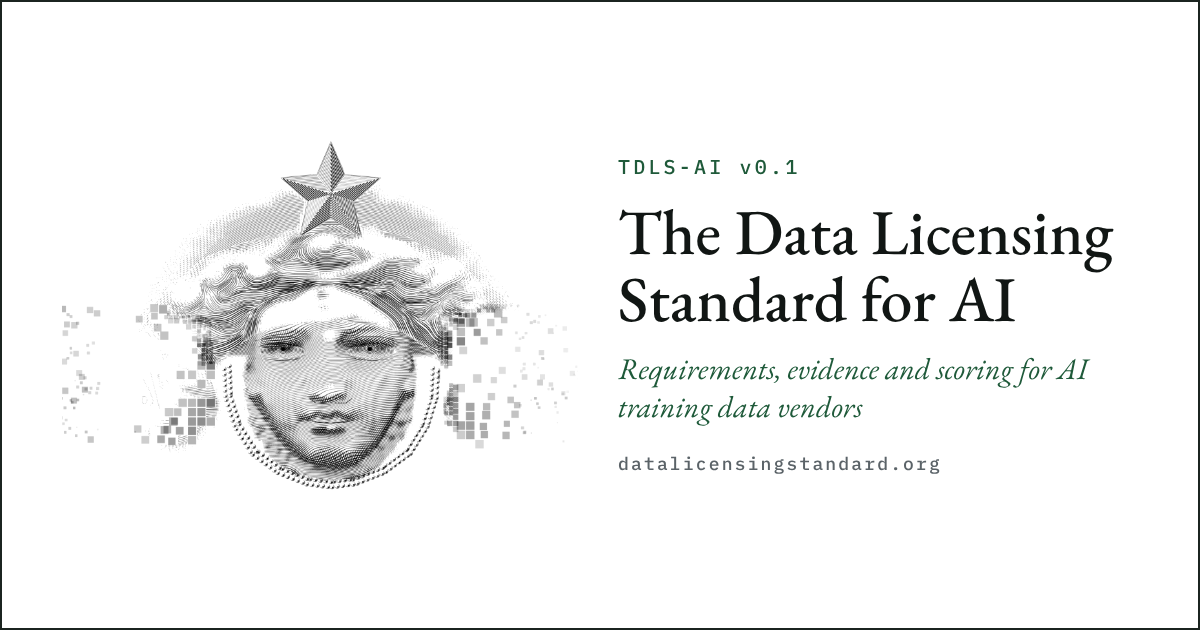 TDLS-AI v0.1
The Data Licensing
Standard for AI
Requirements, evidence and scoring for AI
training data vendors
datalicensingstandard.org